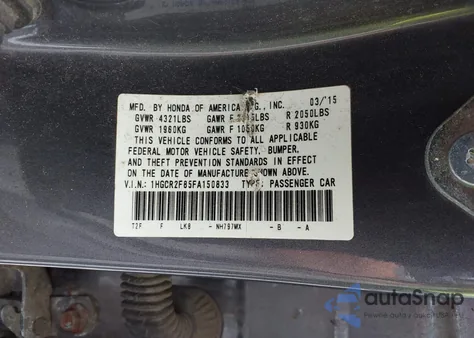 MFD. BY HONDA OF AMERICA MFG., INC. 03/'15
GVWR 4321LBS GAWR F R 2050LBS
GVWR 1960KG GAWR F 1050KG R 930KG
THIS VEHICLE CONFORMS TO ALL APPLICABLE
FEDERAL MOTOR VEHICLE SAFETY, BUMPER,
AND THEFT PREVENTION STANDARDS IN EFFECT
ON THE DATE OF MANUFACTURE SHOWN ABOVE.
V.I.N.: 1HGCR2F85FA150833 TYPE: PASSENGER CAR
T2F F LK8 - NH797MX - B - A
autoSnap